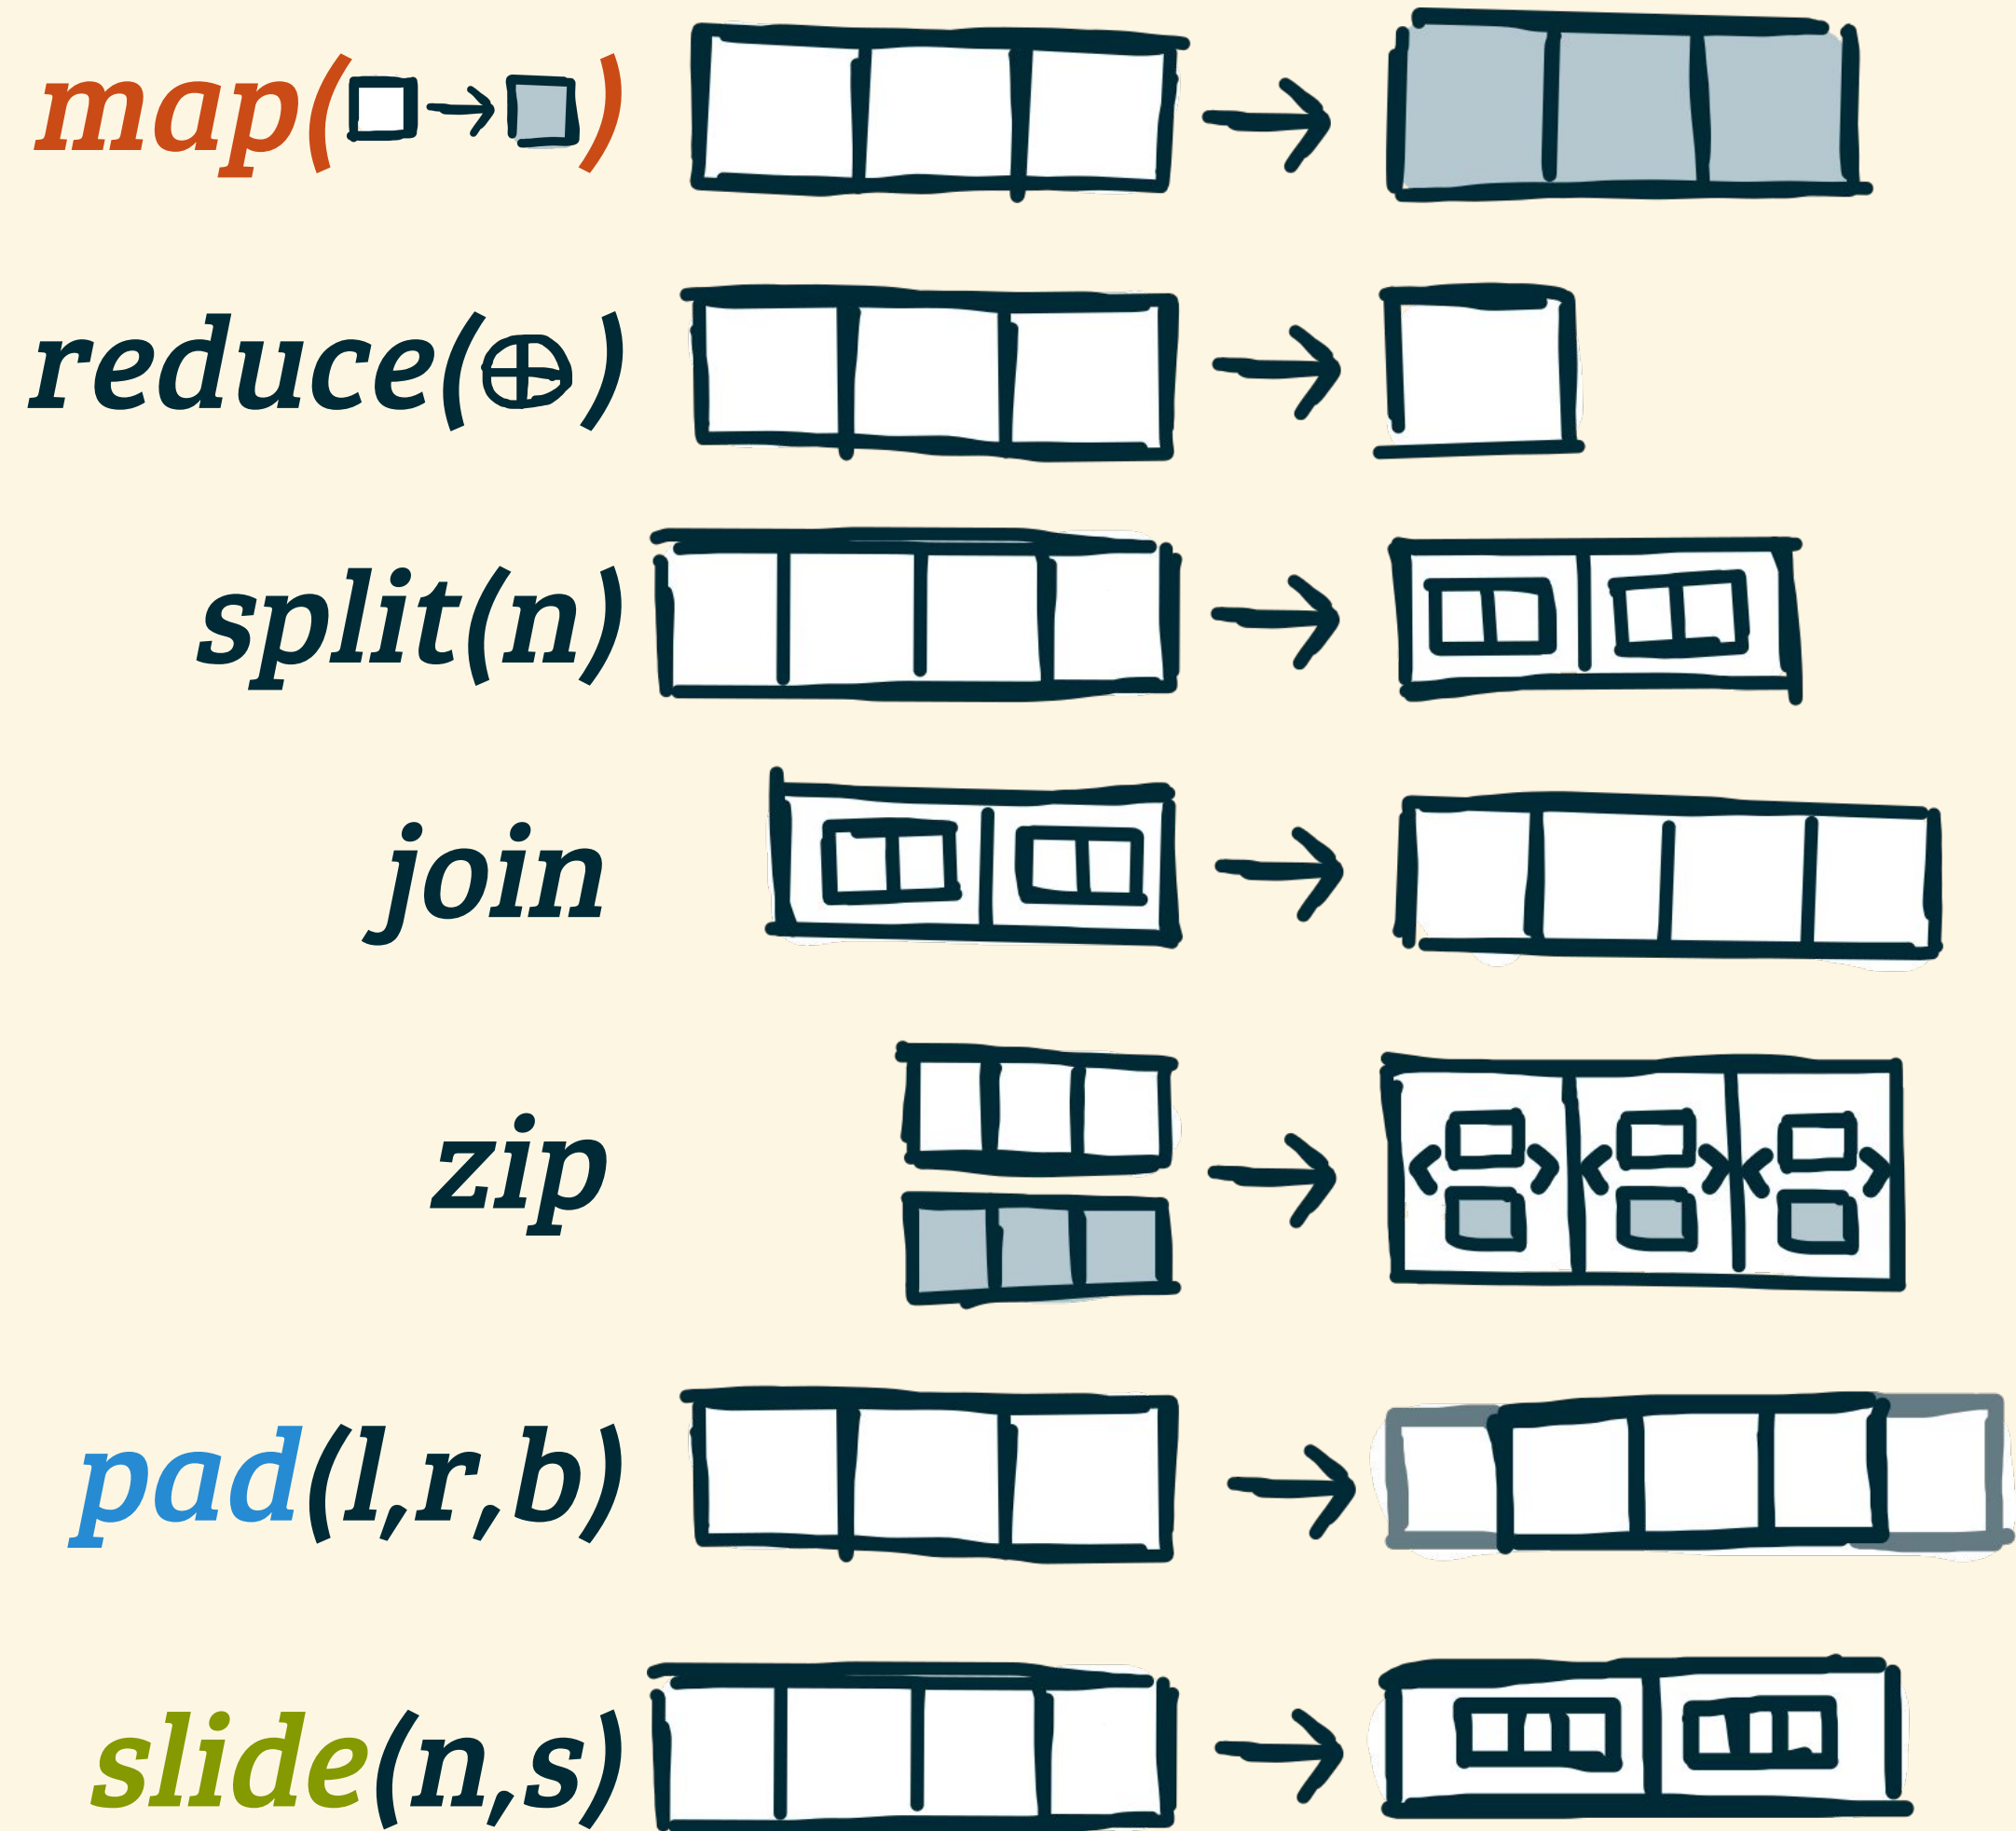 map(□→□)
reduce(⊕)
split(n)
join
zip
pad(l,r,b)
slide(n,s)